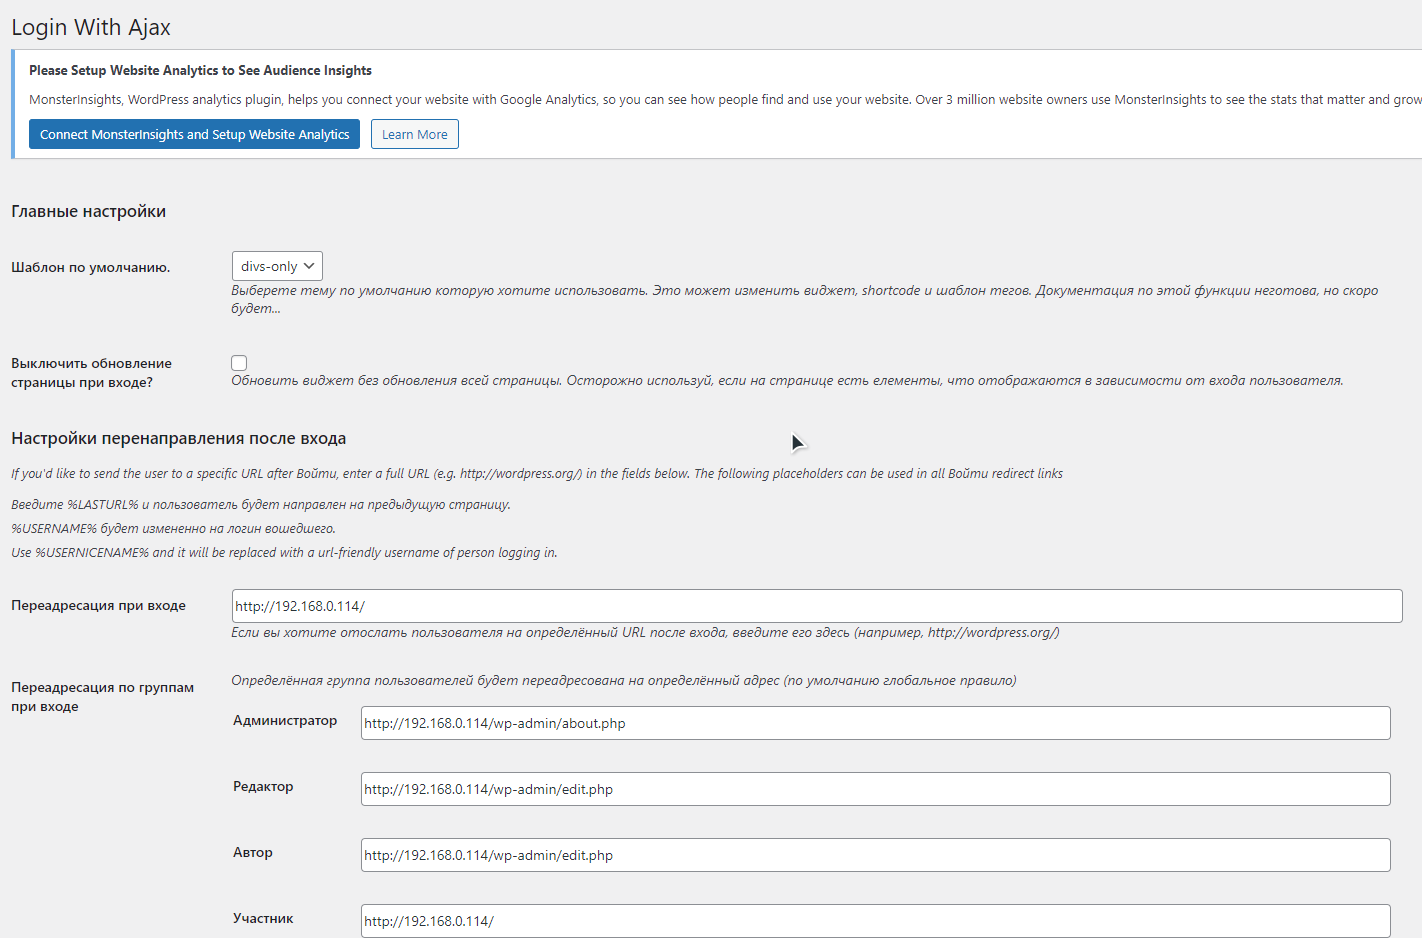 Login With Ajax
Please Setup Website Analytics to See Audience Insights
MonsterInsights, WordPress analytics plugin, helps you connect your website with Google Analytics, so you can see how people find and use your website. Over 3 million website owners use MonsterInsights to see the stats that matter and grow
Connect MonsterInsights and Setup Website Analytics
Learn More
Главные настройки
Шаблон по умолчанию.
divs-only
Выберете тему по умолчанию которую хотите использовать. Это может изменить виджет, shortcode и шаблон тегов. Документация по этой функции неготова, но скоро
будет...
Выключить обновление
страницы при входе?
Обновить виджет без обновления всей страницы. Осторожно используй, если на странице есть елементы, что отображаются в зависимости от входа пользователя.
Настройки перенаправления после входа
If you'd like to send the user to a specific URL after Войти, enter a full URL (e.g. http://wordpress.org/) in the fields below. The following placeholders can be used in all Войти redirect links
Введите %LASTURL% и пользователь будет направлен на предыдущую страницу.
%USERNAME% будет измененно на логин вошедшего.
Use %USERNICENAME% and it will be replaced with a url-friendly username of person logging in.
Переадресация при входе
http://192.168.0.114/
Если вы хотите отослать пользователя на определённый URL после входа, введите его здесь (например, http://wordpress.org/)
Переадресация по группам
при входе
Определённая группа пользователей будет переадресована на определённый адрес (по умолчанию глобальное правило)
Администратор
http://192.168.0.114/wp-admin/about.php
Редактор
http://192.168.0.114/wp-admin/edit.php
Автор
http://192.168.0.114/wp-admin/edit.php
Участник
http://192.168.0.114/